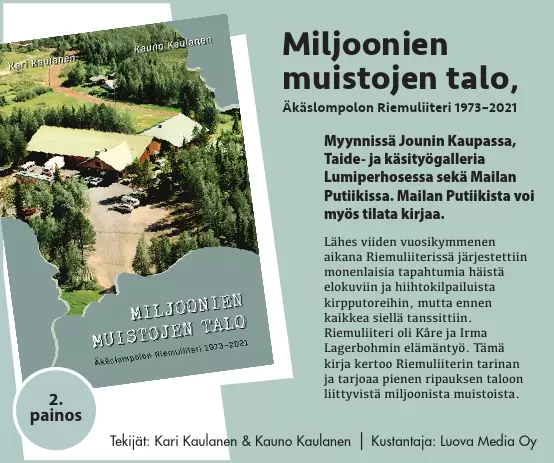 Kari Kaulanen
Kauno Kaulanen
MILJOONIEN
MUISTOJEN TALO
Äkäslompolon Riemuliiteri 1973–2021
2.
painos
Miljoonien
muistojen talo,
Äkäslompolon Riemuliiteri 1973–2021
Myynnissä Jounin Kaupassa,
Taide- ja käsityögalleria
Lumiperhosessa sekä Mailan
Putiikissa. Mailan Putiikista voi
myös tilata kirjaa.
Lähes viiden vuosikymmenen
aikana Riemuliiterissä järjestettiin
monenlaisia tapahtumia häistä
elokuviin ja hiihtokilpailuista
kirpputoreihin, mutta ennen
kaikkea siellä tanssittiin.
Riemuliiteri oli Kåre ja Irma
Lagerbohmin elämäntyö. Tämä
kirja kertoo Riemuliiterin tarinan
ja tarjoaa pienen ripauksen taloon
liittyvistä miljoonista muistoista.
Tekijät: Kari Kaulanen & Kauno Kaulanen | Kustantaja: Luova Media Oy